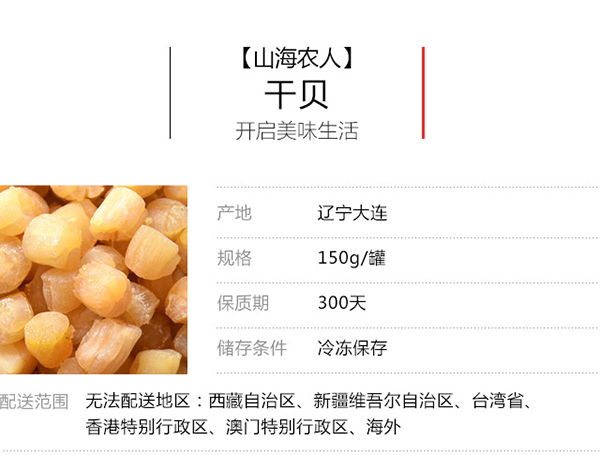 【山海农人】
干贝
开启美味生活
产地 辽宁大连
规格 150g/罐
保质期 300天
储存条件 冷冻保存
配送范围 无法配送地区：西藏自治区、新疆维吾尔自治区、台湾省、
香港特别行政区、澳门特别行政区、海外